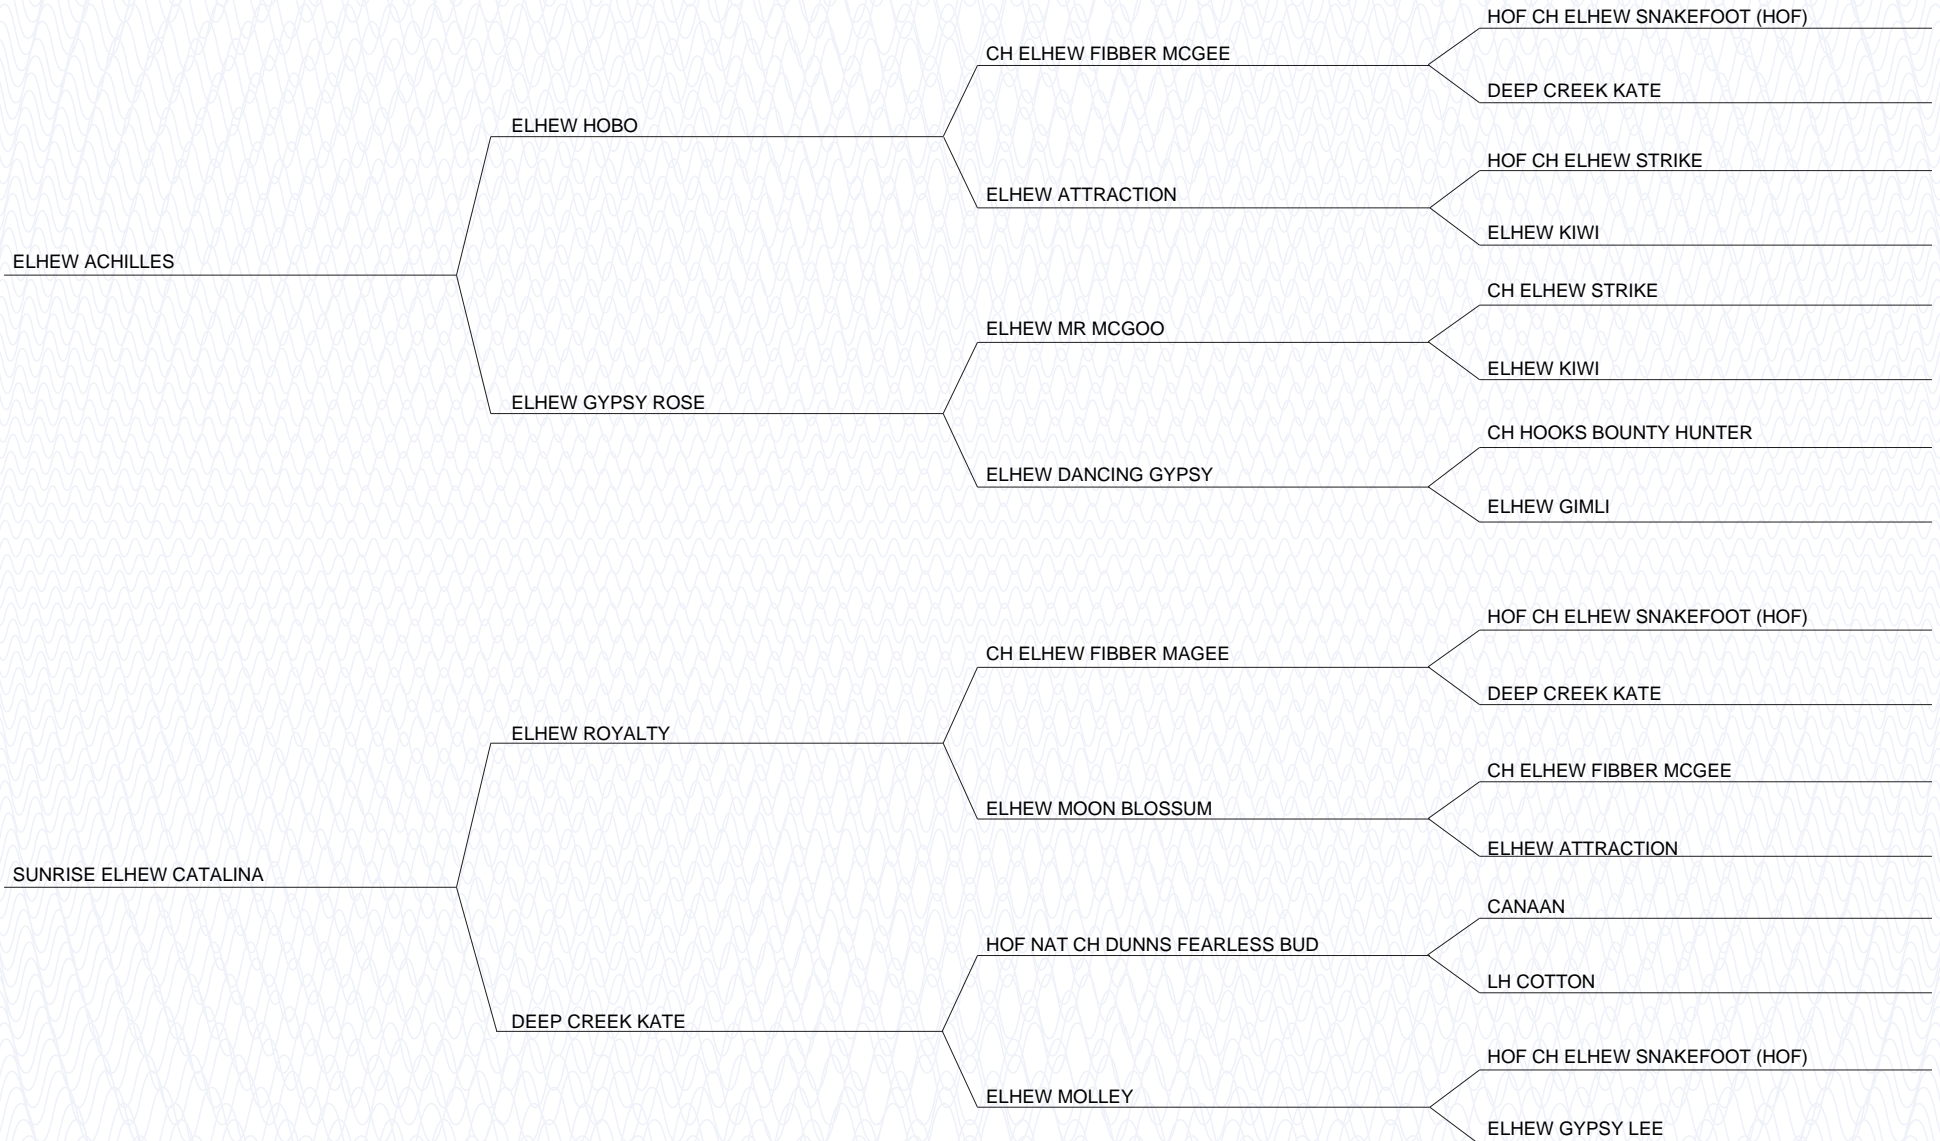 HOF CH ELHEW SNAKEFOOT (HOF)
CH ELHEW FIBBER MCGEE
DEEP CREEK KATE
ELHEW HOBO
HOF CH ELHEW STRIKE
ELHEW ATTRACTION
ELHEW KIWI
ELHEW ACHILLES
CH ELHEW STRIKE
ELHEW MR MCGOO
ELHEW KIWI
ELHEW GYPSY ROSE
CH HOOKS BOUNTY HUNTER
ELHEW DANCING GYPSY
ELHEW GIMLI
HOF CH ELHEW SNAKEFOOT (HOF)
CH ELHEW FIBBER MAGEE
DEEP CREEK KATE
ELHEW ROYALTY
CH ELHEW FIBBER MCGEE
ELHEW MOON BLOSSUM
ELHEW ATTRACTION
SUNRISE ELHEW CATALINA
CANAAN
HOF NAT CH DUNNS FEARLESS BUD
LH COTTON
DEEP CREEK KATE
HOF CH ELHEW SNAKEFOOT (HOF)
ELHEW MOLLEY
ELHEW GYPSY LEE